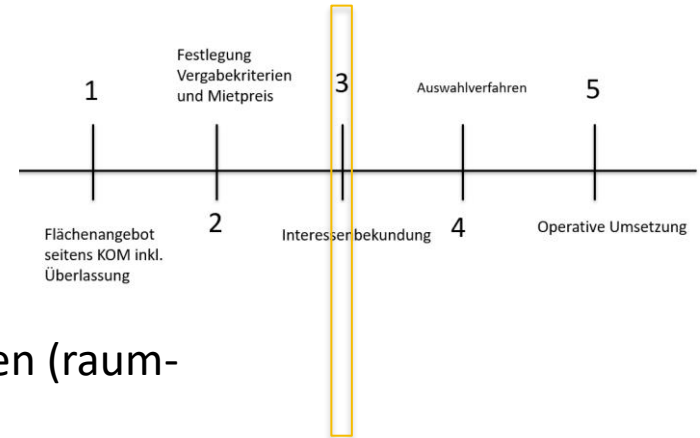 1
Festlegung
Vergabekriterien
und Mietpreis
3
Auswahlverfahren
5
Flächenangebot
seitens KOM inkl.
Überlassung
2
Interessenbekundung
4
Operative Umsetzung
en (raum-